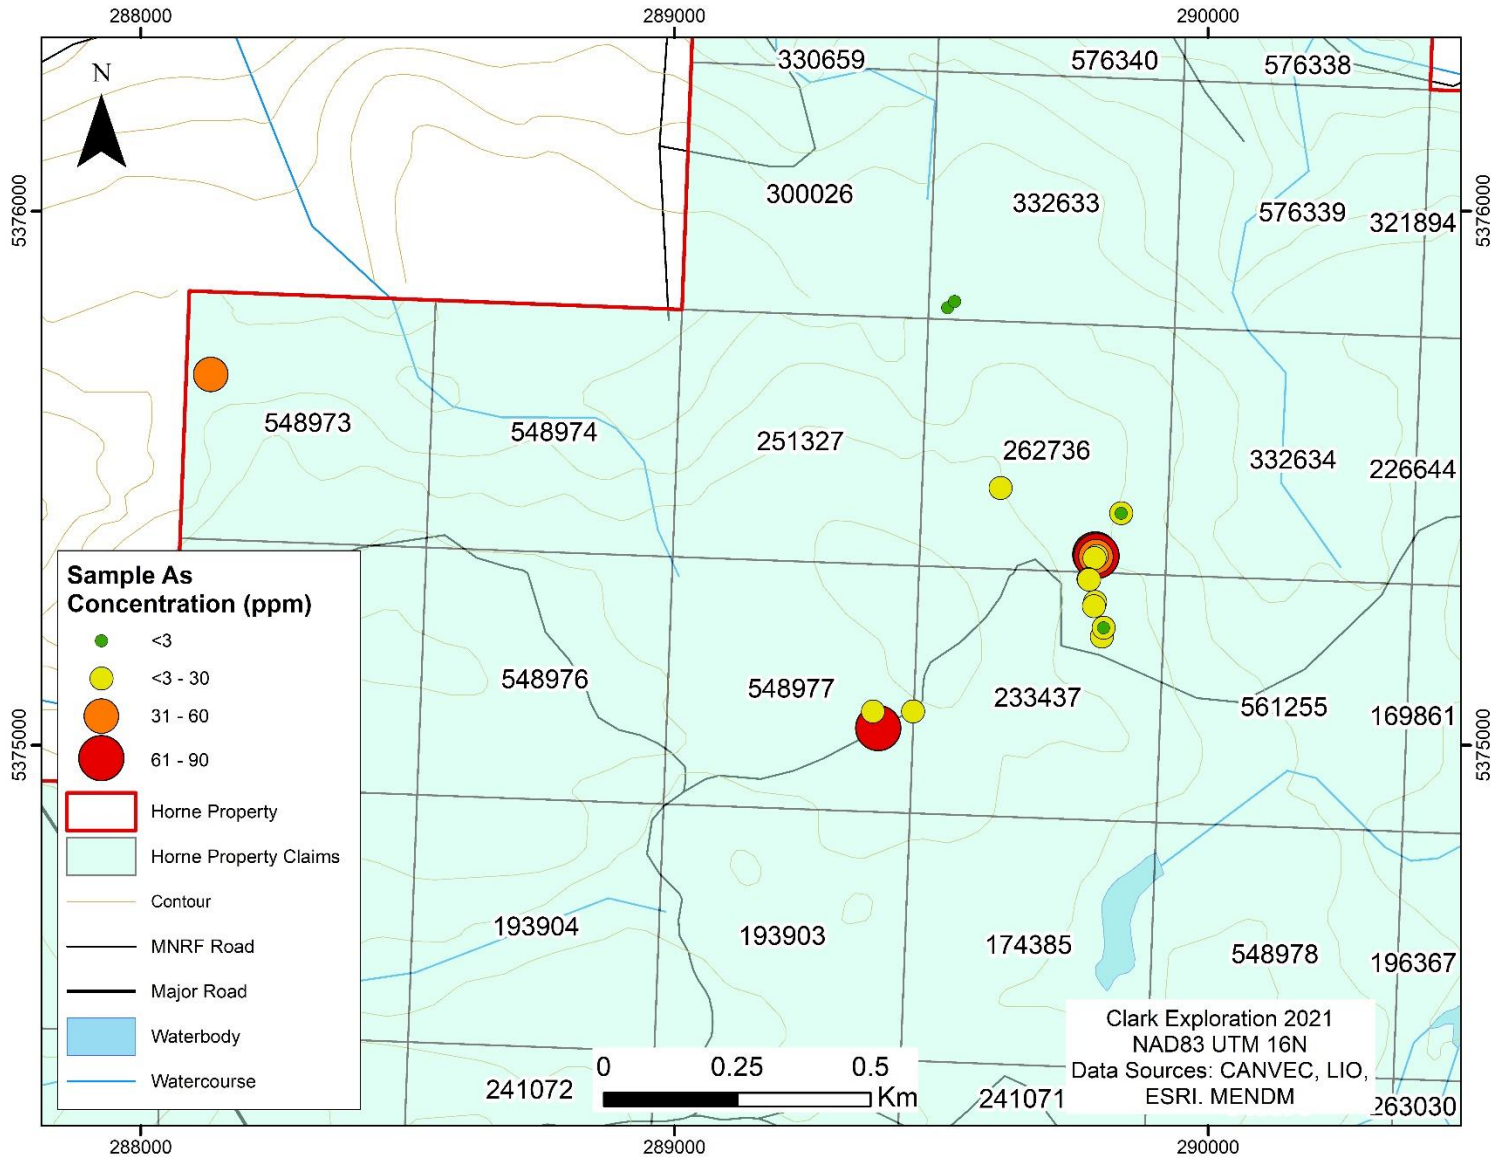 288000
289000
290000
N
330659
576340
576338
5376000
300026
332633
576339
321894
5376000
548973
548974
251327
262736
332634
226644
Sample As
Concentration (ppm)
<3
<3 - 30
31 - 60
61 - 90
Horne Property
Horne Property Claims
Contour
MNRF Road
Major Road
Waterbody
Watercourse
548976
548977
233437
561255
169861
5375000
5375000
193904
193903
174385
548978
196367
Clark Exploration 2021
NAD83 UTM 16N
Data Sources: CANVEC, LIO,
ESRI. MENDM
0 0.25 0.5
Km
241072
241071
263030
288000
289000
290000